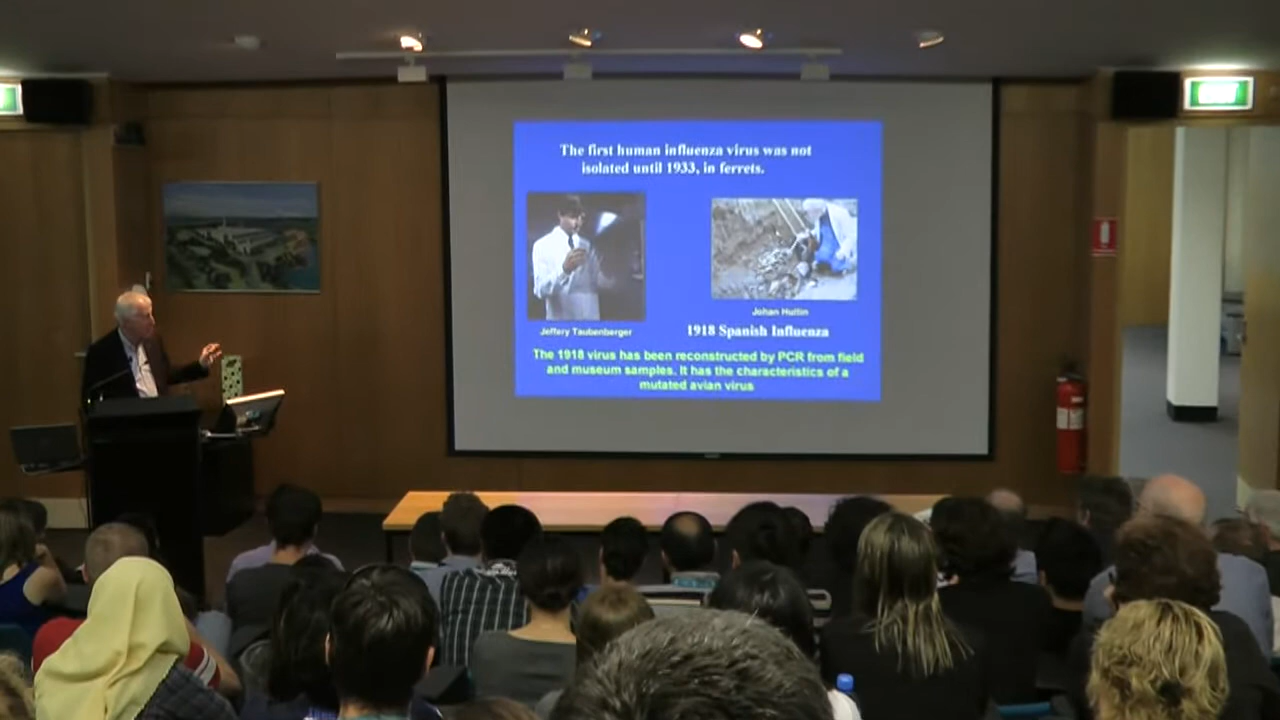 The first human influenza virus was not
isolated until 1933, in ferrets.
Jeffery Taubenberger
Johan Hultin
1918 Spanish Influenza
The 1918 virus has been reconstructed by PCR from field
and museum samples. It has the characteristics of a
mutated avian virus